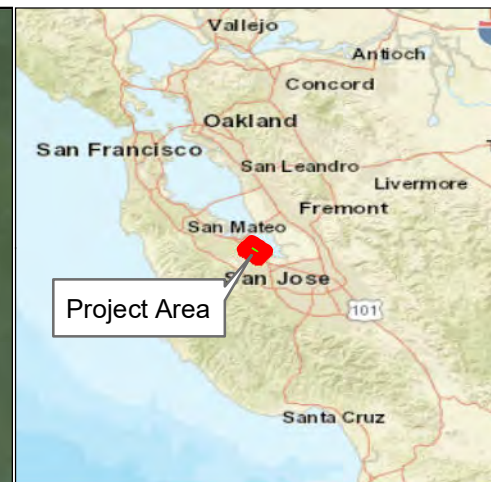 Vallejo
Antioch
Concord
Oakland
San Francisco
San Leandro
Livermore
Fremont
San Mateo
San Jose
Project Area
101
Santa Cruz